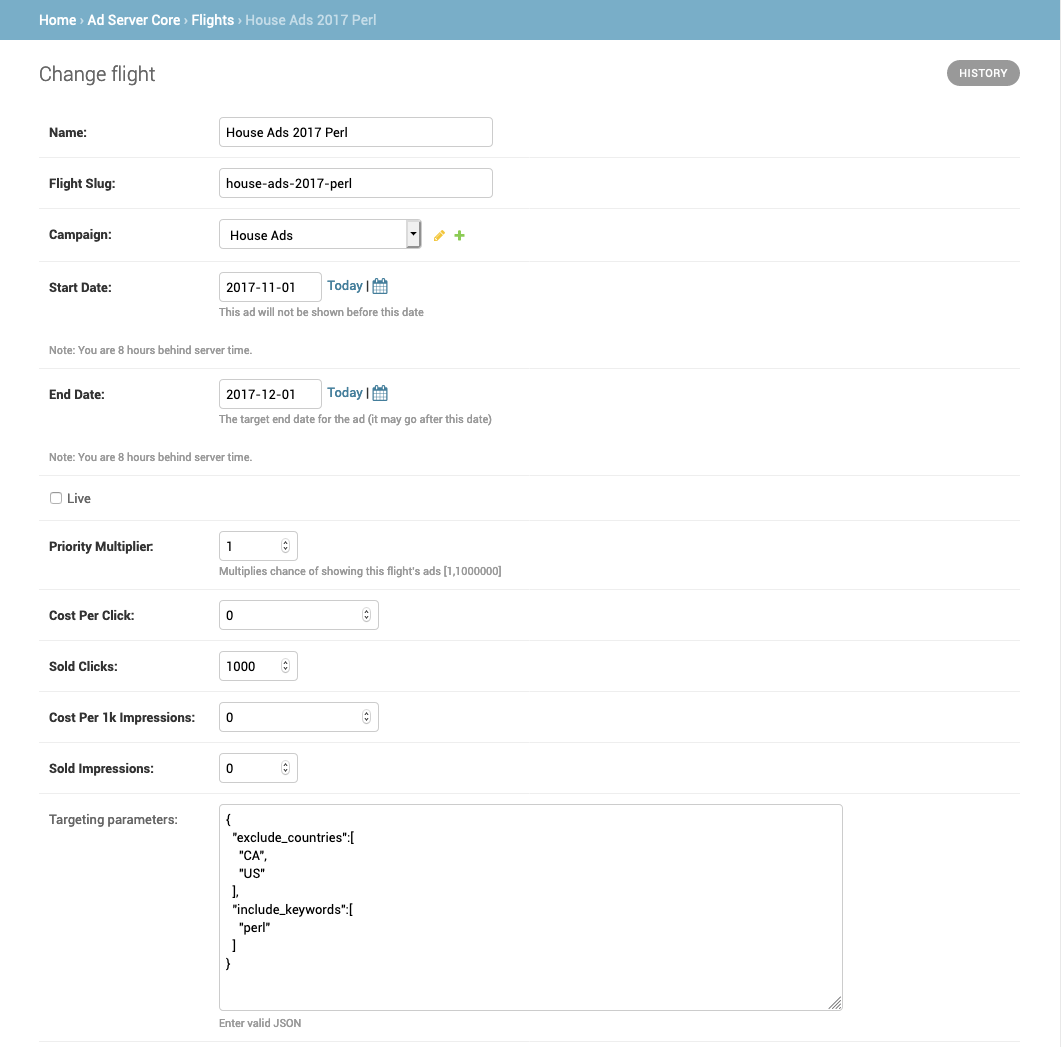 Home › Ad Server Core › Flights › House Ads 2017 Perl
Change flight
HISTORY
Name: House Ads 2017 Perl
Flight Slug: house-ads-2017-perl
Campaign: House Ads
Start Date: 2017-11-01 Today |
This ad will not be shown before this date
Note: You are 8 hours behind server time.
End Date: 2017-12-01 Today |
The target end date for the ad (it may go after this date)
Note: You are 8 hours behind server time.
Live
Priority Multiplier: 1
Multiplies chance of showing this flight's ads [1,1000000]
Cost Per Click: 0
Sold Clicks: 1000
Cost Per 1k Impressions: 0
Sold Impressions: 0
Targeting parameters: {
"exclude_countries":[
"CA",
"US"
],
"include_keywords":[
"perl"
]
}
Enter valid JSON